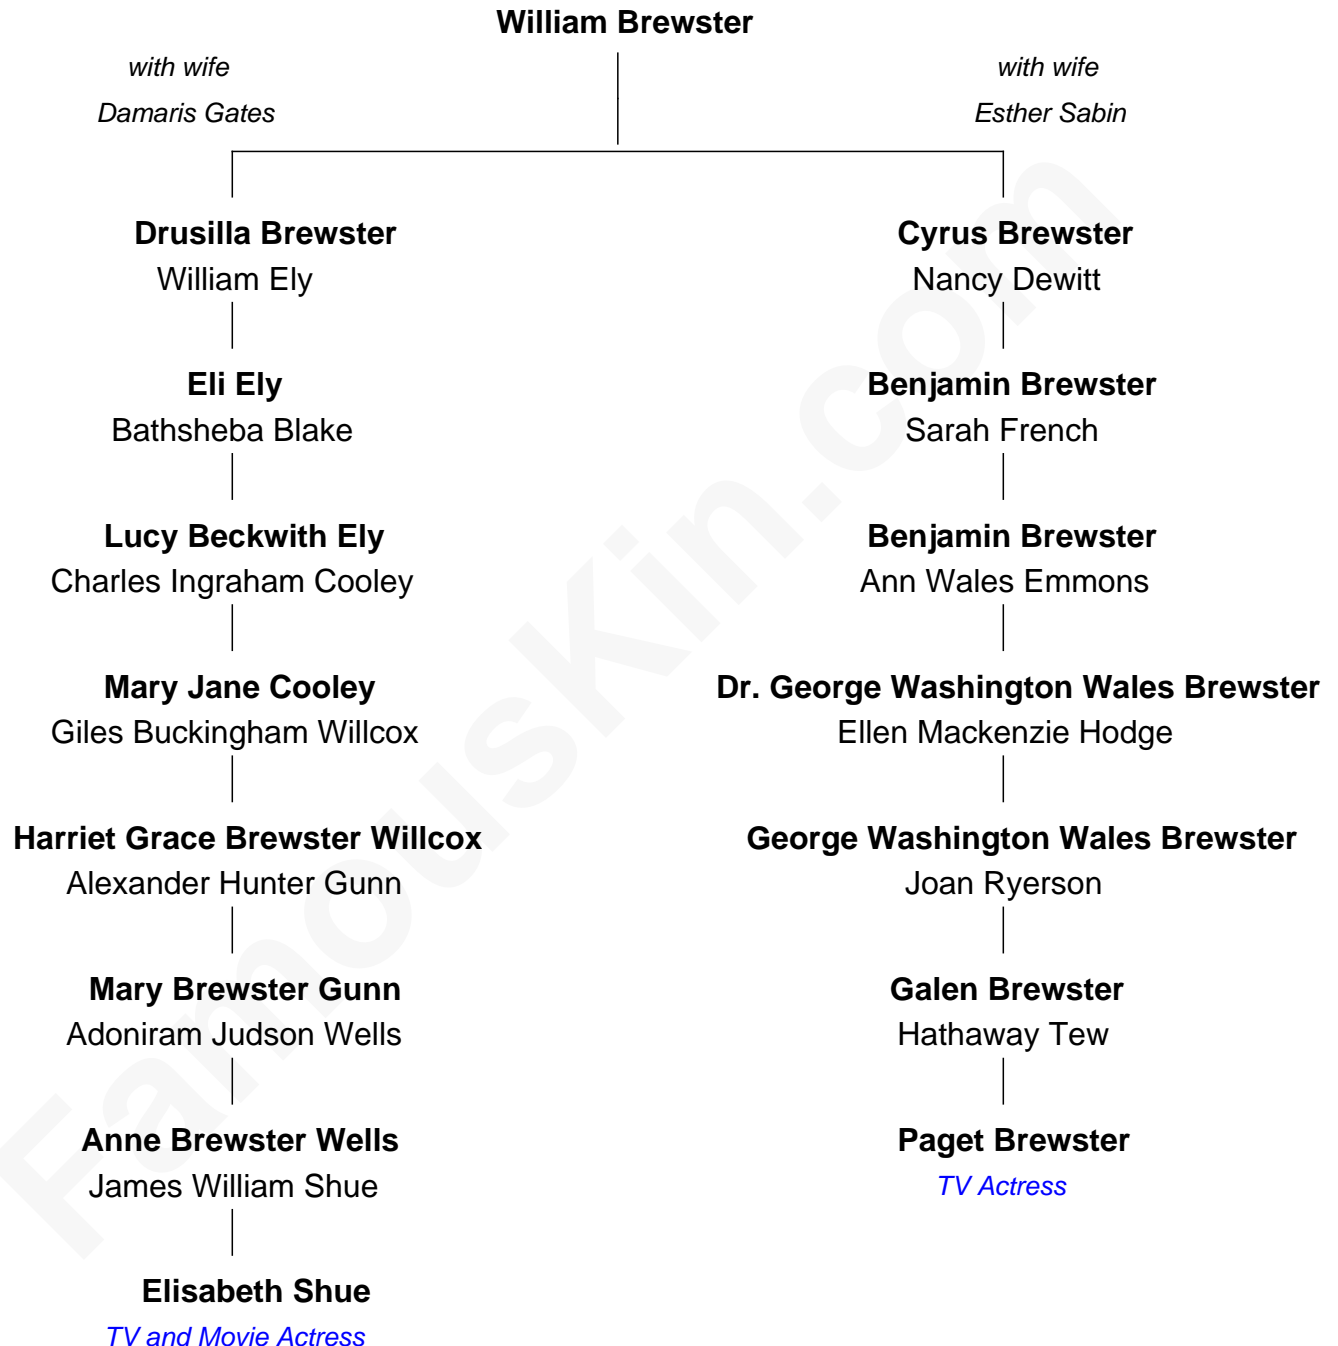 William Brewster
with wife
Damaris Gates
with wife
Esther Sabin
Drusilla Brewster
William Ely
Cyrus Brewster
Nancy Dewitt
Eli Ely
Bathsheba Blake
Benjamin Brewster
Sarah French
Lucy Beckwith Ely
Charles Ingraham Cooley
Benjamin Brewster
Ann Wales Emmons
Mary Jane Cooley
Giles Buckingham Willcox
Dr. George Washington Wales Brewster
Ellen Mackenzie Hodge
Harriet Grace Brewster Willcox
Alexander Hunter Gunn
George Washington Wales Brewster
Joan Ryerson
Mary Brewster Gunn
Adoniram Judson Wells
Galen Brewster
Hathaway Tew
Anne Brewster Wells
James William Shue
Paget Brewster
TV Actress
Elisabeth Shue
TV and Movie Actress
FamousKin.com